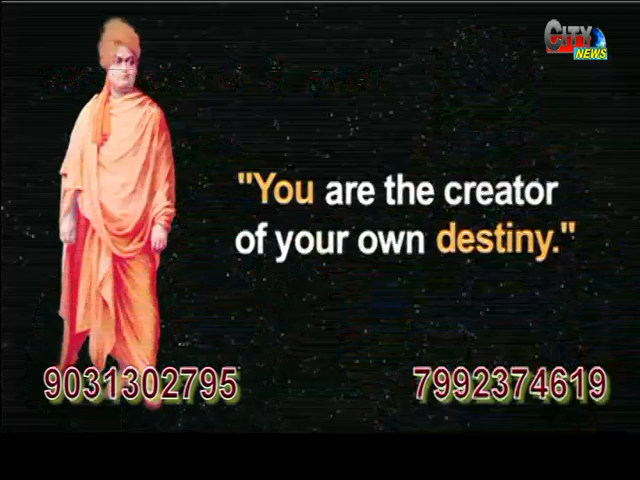 CITY
NEWS
"You are the creator
of your own destiny."
9031302795 7992374619